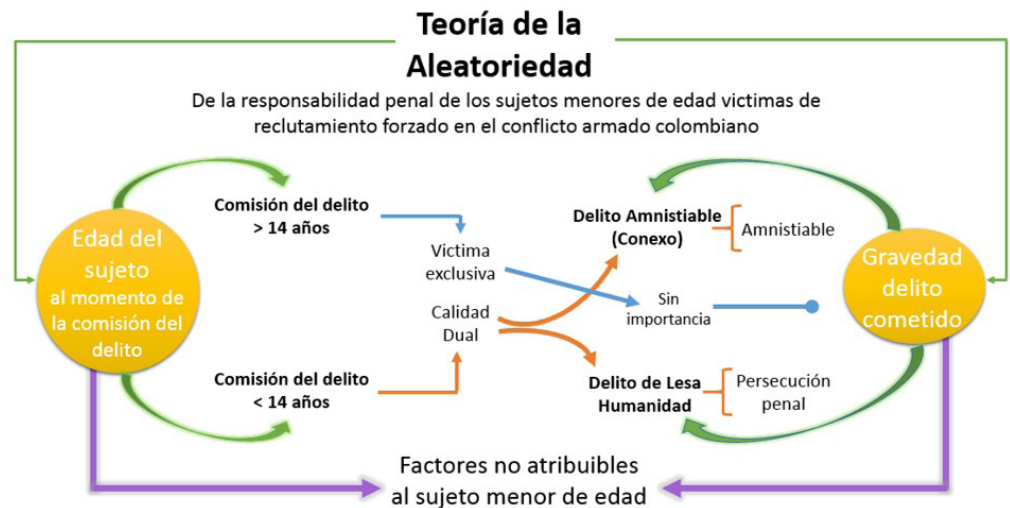 Teoría de la
Aleatoriedad
De la responsabilidad penal de los sujetos menores de edad victimas de
reclutamiento forzado en el conflicto armado colombiano
Edad del
sujeto
al momento de
la comisión del
delito
Comisión del delito
> 14 años
Victima
exclusiva
Calidad
Dual
Comisión del delito
< 14 años
Delito Amnistiable
(Conexo)
Amnistiable
Sin
importancia
Delito de Lesa
Humanidad
Persecución
penal
Gravedad
delito
cometido
Factores no atribuibles
al sujeto menor de edad